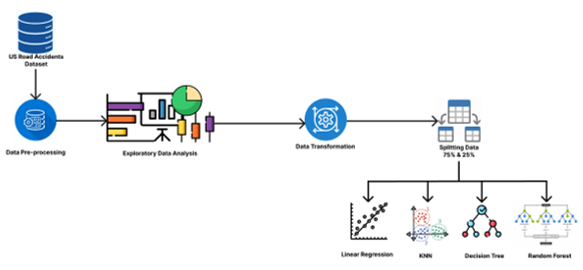 US Road Accidents
Dataset
Data Pre-processing
Exploratory Data Analysis
Data Transformation
Splitting Data
75% & 25%
Linear Regression
KNN
Decision Tree
Random Forest